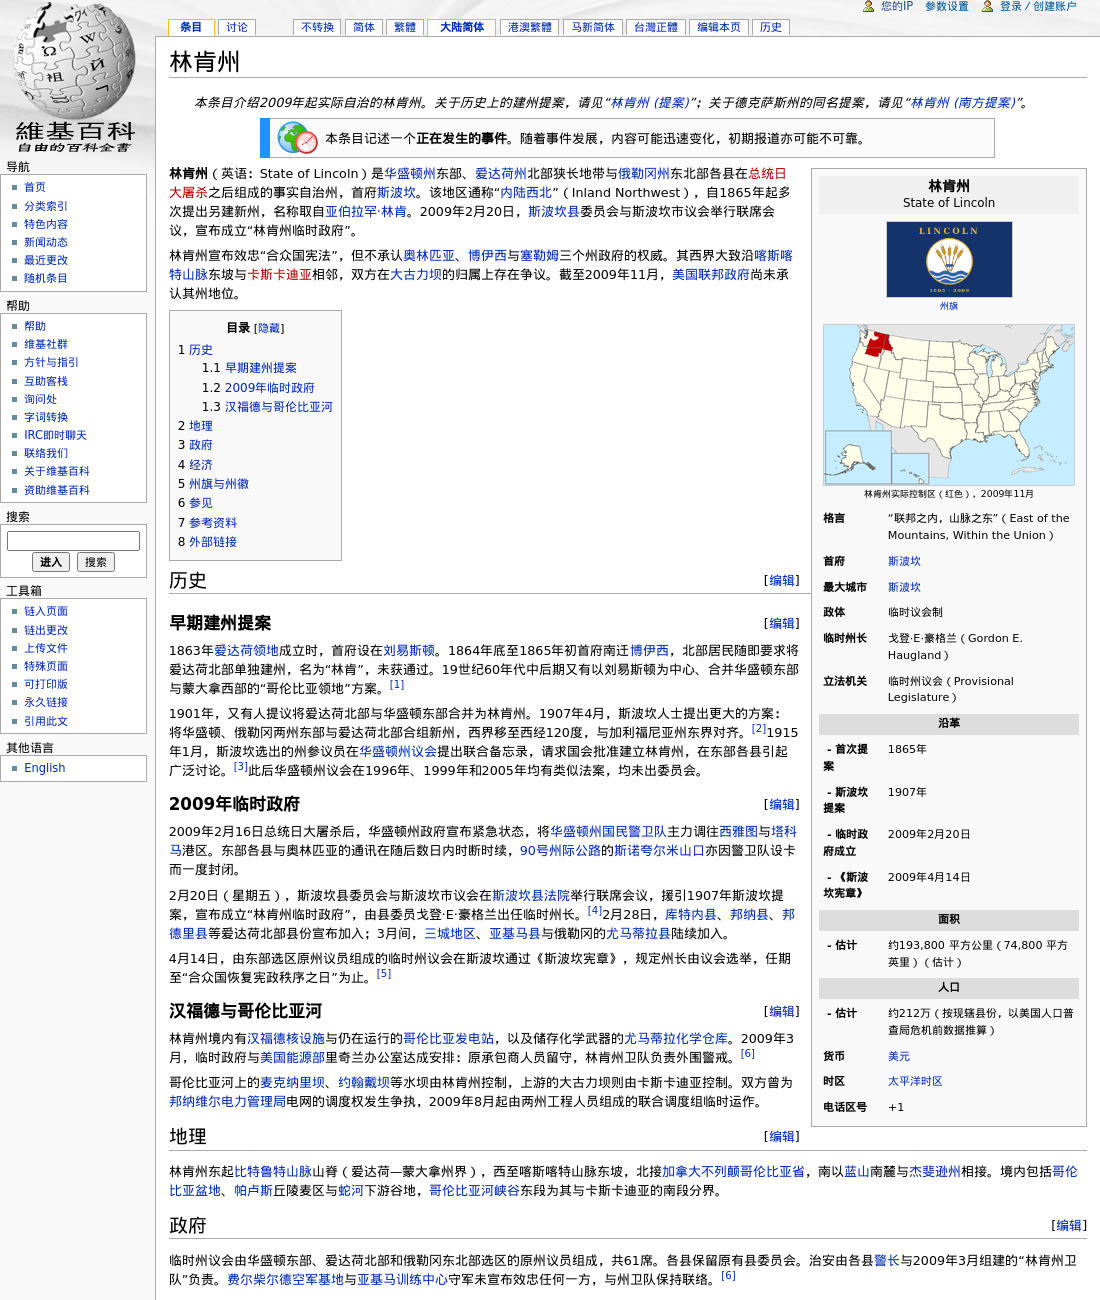 您的IP 参数设置 登录 / 创建账户
条目 讨论 不转换 简体 繁體 大陆简体 港澳繁體 马新简体 台灣正體 编辑本页 历史
維基百科
自由的百科全書
导航
首页
分类索引
特色内容
新闻动态
最近更改
随机条目
帮助
帮助
维基社群
方针与指引
互助客栈
询问处
字词转换
IRC即时聊天
联络我们
关于维基百科
资助维基百科
搜索
进入 搜索
工具箱
链入页面
链出更改
上传文件
特殊页面
可打印版
永久链接
引用此文
其他语言
English
林肯州
本条目介绍2009年起实际自治的林肯州。关于历史上的建州提案，请见“林肯州 (提案)”；关于德克萨斯州的同名提案，请见“林肯州 (南方提案)”。
本条目记述一个正在发生的事件。随着事件发展，内容可能迅速变化，初期报道亦可能不可靠。
林肯州（英语：State of Lincoln）是华盛顿州东部、爱达荷州北部狭长地带与俄勒冈州东北部各县在总统日
大屠杀之后组成的事实自治州，首府斯波坎。该地区通称“内陆西北”（Inland Northwest），自1865年起多
次提出另建新州，名称取自亚伯拉罕·林肯。2009年2月20日，斯波坎县委员会与斯波坎市议会举行联席会
议，宣布成立“林肯州临时政府”。
林肯州宣布效忠“合众国宪法”，但不承认奥林匹亚、博伊西与塞勒姆三个州政府的权威。其西界大致沿喀斯喀
特山脉东坡与卡斯卡迪亚相邻，双方在大古力坝的归属上存在争议。截至2009年11月，美国联邦政府尚未承
认其州地位。
目录 [隐藏]
1 历史
1.1 早期建州提案
1.2 2009年临时政府
1.3 汉福德与哥伦比亚河
2 地理
3 政府
4 经济
5 州旗与州徽
6 参见
7 参考资料
8 外部链接
历史 [编辑]
早期建州提案 [编辑]
1863年爱达荷领地成立时，首府设在刘易斯顿。1864年底至1865年初首府南迁博伊西，北部居民随即要求将
爱达荷北部单独建州，名为“林肯”，未获通过。19世纪60年代中后期又有以刘易斯顿为中心、合并华盛顿东部
与蒙大拿西部的“哥伦比亚领地”方案。[1]
1901年，又有人提议将爱达荷北部与华盛顿东部合并为林肯州。1907年4月，斯波坎人士提出更大的方案：
将华盛顿、俄勒冈两州东部与爱达荷北部合组新州，西界移至西经120度，与加利福尼亚州东界对齐。[2]1915
年1月，斯波坎选出的州参议员在华盛顿州议会提出联合备忘录，请求国会批准建立林肯州，在东部各县引起
广泛讨论。[3]此后华盛顿州议会在1996年、1999年和2005年均有类似法案，均未出委员会。
2009年临时政府 [编辑]
2009年2月16日总统日大屠杀后，华盛顿州政府宣布紧急状态，将华盛顿州国民警卫队主力调往西雅图与塔科
马港区。东部各县与奥林匹亚的通讯在随后数日内时断时续，90号州际公路的斯诺夸尔米山口亦因警卫队设卡
而一度封闭。
2月20日（星期五），斯波坎县委员会与斯波坎市议会在斯波坎县法院举行联席会议，援引1907年斯波坎提
案，宣布成立“林肯州临时政府”，由县委员戈登·E·豪格兰出任临时州长。[4]2月28日，库特内县、邦纳县、邦
德里县等爱达荷北部县份宣布加入；3月间，三城地区、亚基马县与俄勒冈的尤马蒂拉县陆续加入。
4月14日，由东部选区原州议员组成的临时州议会在斯波坎通过《斯波坎宪章》，规定州长由议会选举，任期
至“合众国恢复宪政秩序之日”为止。[5]
汉福德与哥伦比亚河 [编辑]
林肯州境内有汉福德核设施与仍在运行的哥伦比亚发电站，以及储存化学武器的尤马蒂拉化学仓库。2009年3
月，临时政府与美国能源部里奇兰办公室达成安排：原承包商人员留守，林肯州卫队负责外围警戒。[6]
哥伦比亚河上的麦克纳里坝、约翰戴坝等水坝由林肯州控制，上游的大古力坝则由卡斯卡迪亚控制。双方曾为
邦纳维尔电力管理局电网的调度权发生争执，2009年8月起由两州工程人员组成的联合调度组临时运作。
地理 [编辑]
林肯州东起比特鲁特山脉山脊（爱达荷—蒙大拿州界），西至喀斯喀特山脉东坡，北接加拿大不列颠哥伦比亚省，南以蓝山南麓与杰斐逊州相接。境内包括哥伦
比亚盆地、帕卢斯丘陵麦区与蛇河下游谷地，哥伦比亚河峡谷东段为其与卡斯卡迪亚的南段分界。
政府 [编辑]
临时州议会由华盛顿东部、爱达荷北部和俄勒冈东北部选区的原州议员组成，共61席。各县保留原有县委员会。治安由各县警长与2009年3月组建的“林肯州卫
队”负责。费尔柴尔德空军基地与亚基马训练中心守军未宣布效忠任何一方，与州卫队保持联络。[6]
林肯州
State of Lincoln
LINCOLN
1865 · 2009
州旗
林肯州实际控制区（红色），2009年11月
格言 “联邦之内，山脉之东”（East of the
Mountains, Within the Union）
首府 斯波坎
最大城市 斯波坎
政体 临时议会制
临时州长 戈登·E·豪格兰（Gordon E.
Haugland）
立法机关 临时州议会（Provisional
Legislature）
沿革
- 首次提 1865年
案
- 斯波坎 1907年
提案
- 临时政 2009年2月20日
府成立
- 《斯波 2009年4月14日
坎宪章》
面积
- 估计 约193,800 平方公里（74,800 平方
英里）（估计）
人口
- 估计 约212万（按现辖县份，以美国人口普
查局危机前数据推算）
货币 美元
时区 太平洋时区
电话区号 +1